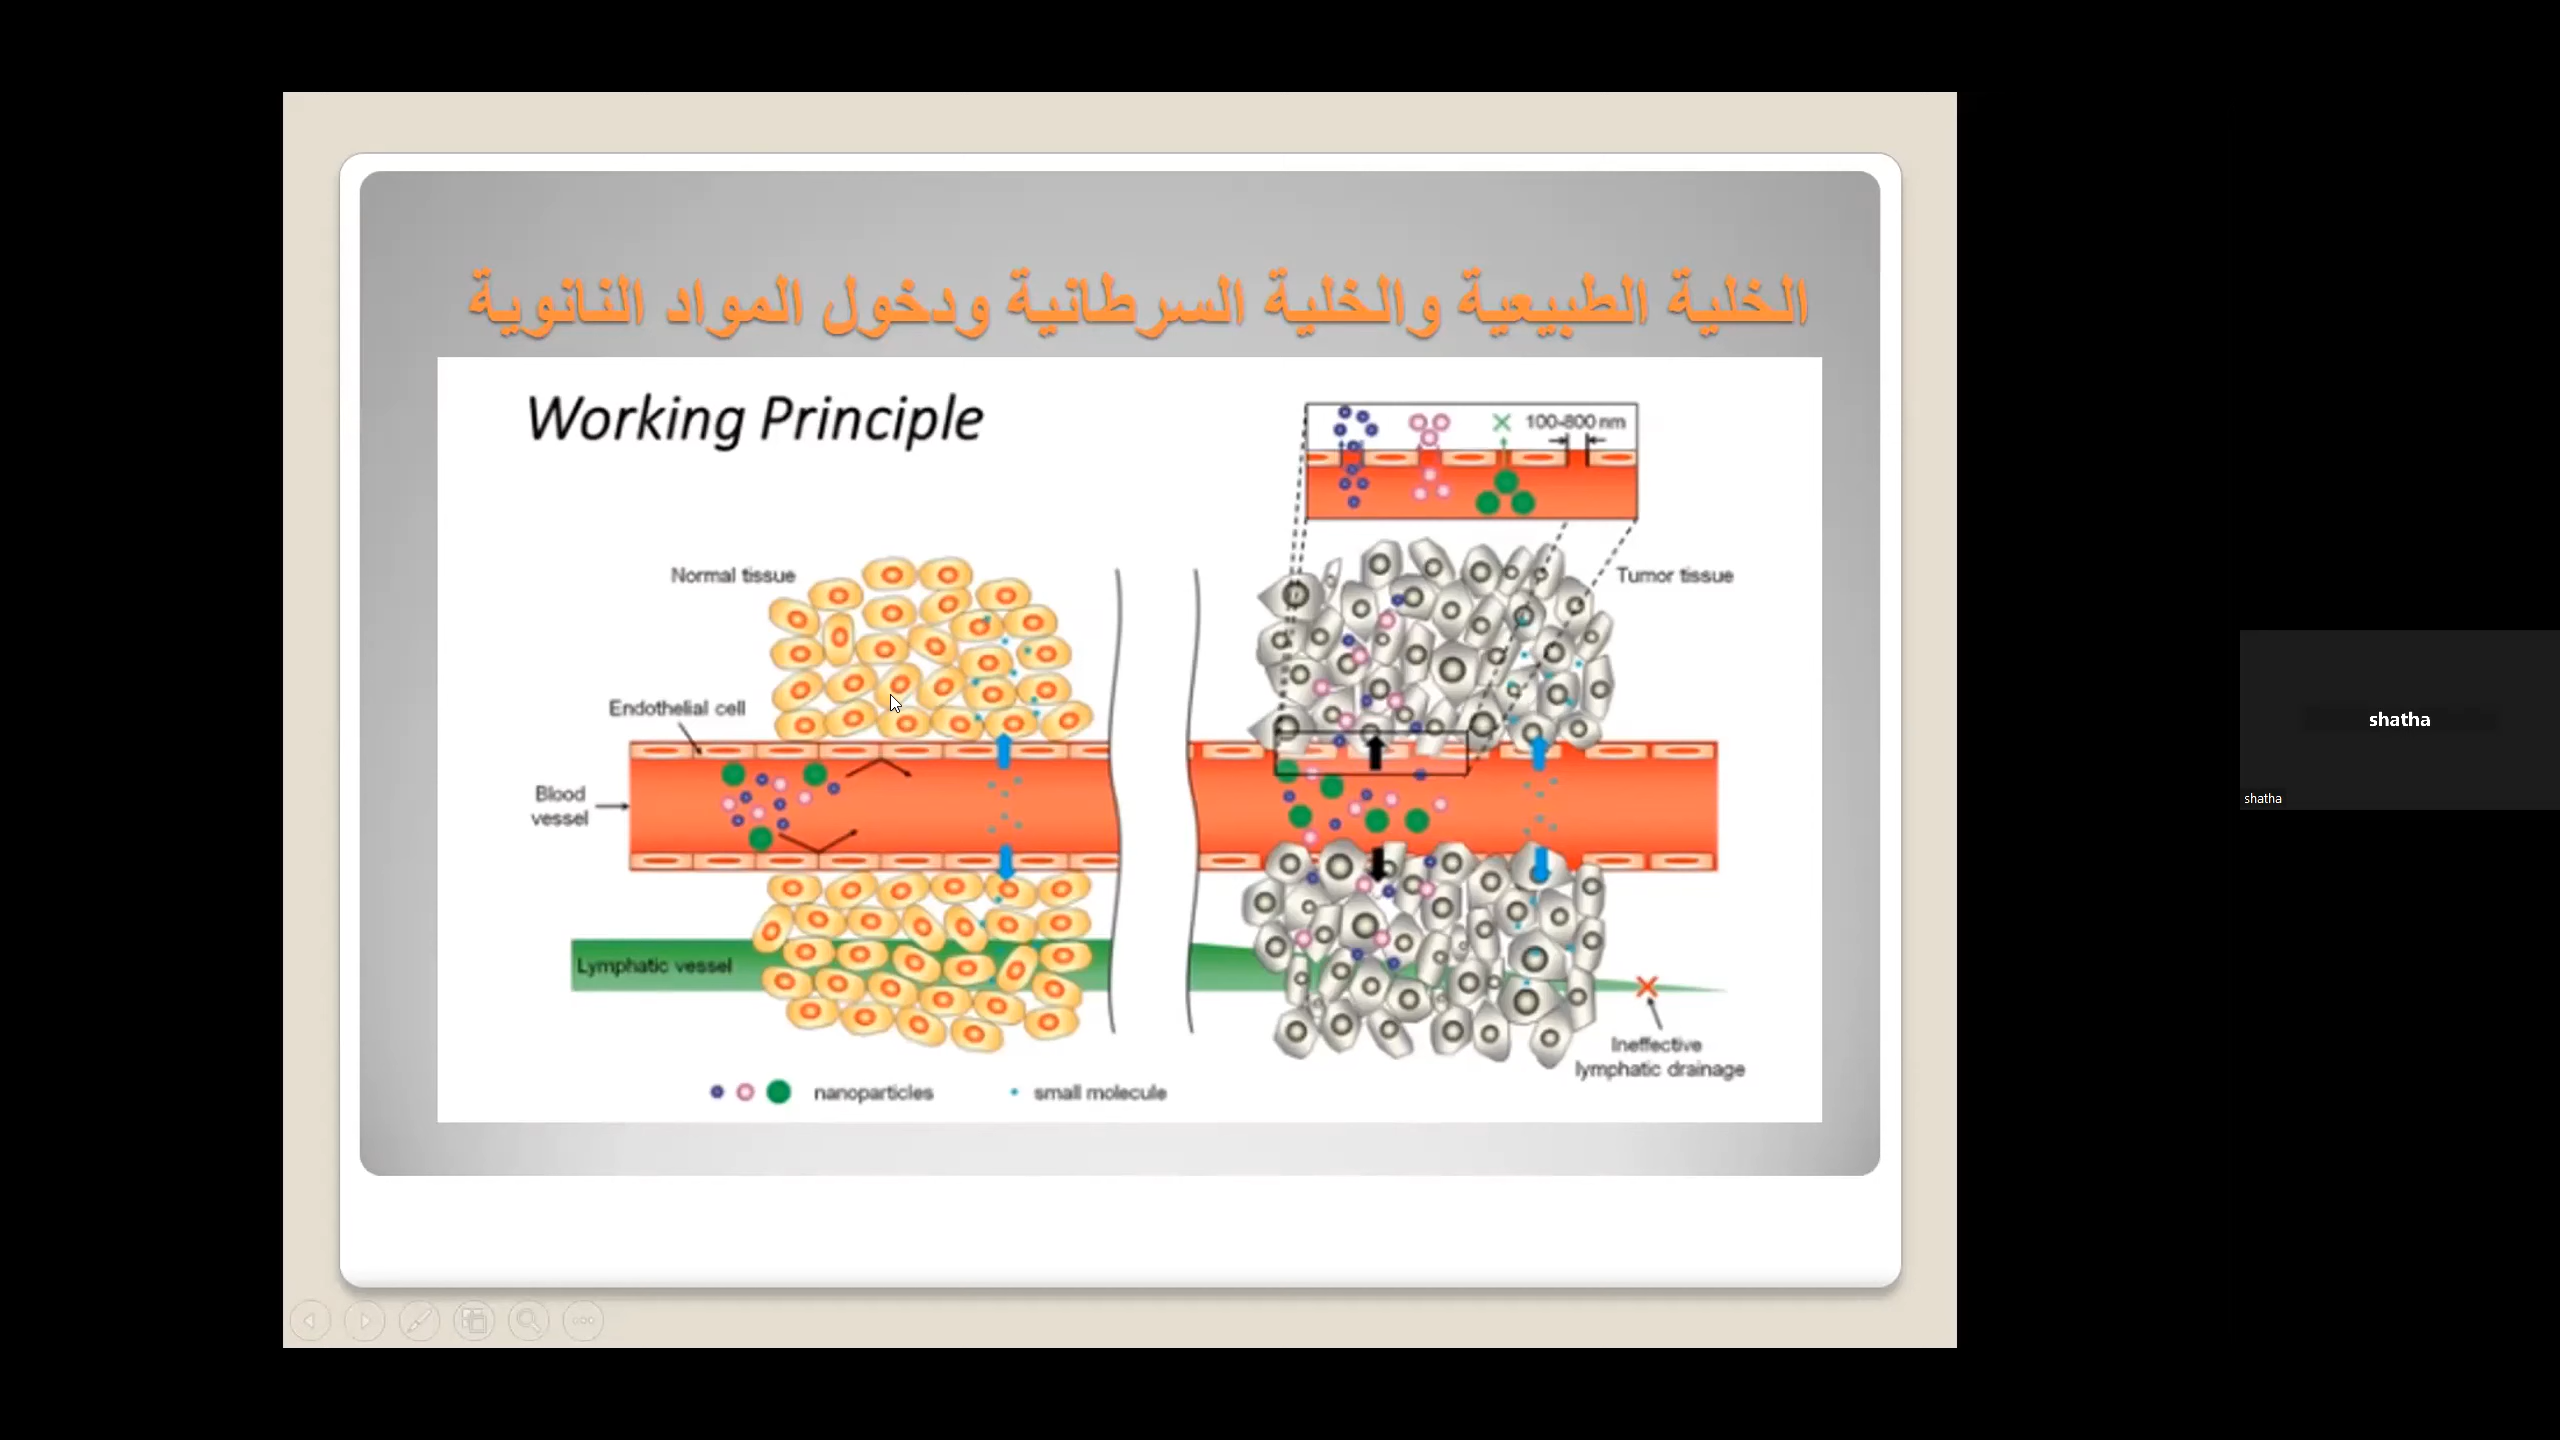 الخلية الطبيعية والخلية السرطانية ودخول المواد النانوية
Working Principle
100-800 nm
Normal tissue
Tumor tissue
Endothelial cell
Blood
vessel
Lymphatic vessel
Ineffective
lymphatic drainage
nanoparticles
small molecule
shatha
shatha